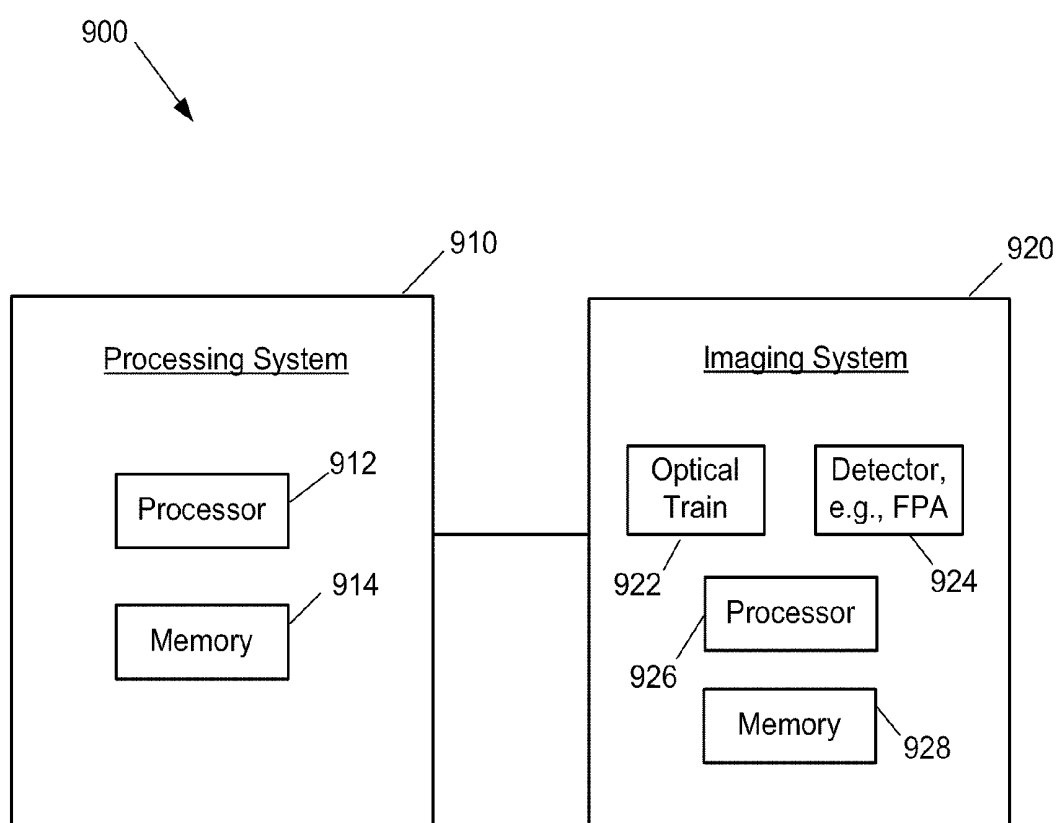 900
910
920
Processing System
Imaging System
Processor
912
Memory
914
Optical
Train
922
Detector,
e.g., FPA
924
Processor
926
Memory
928